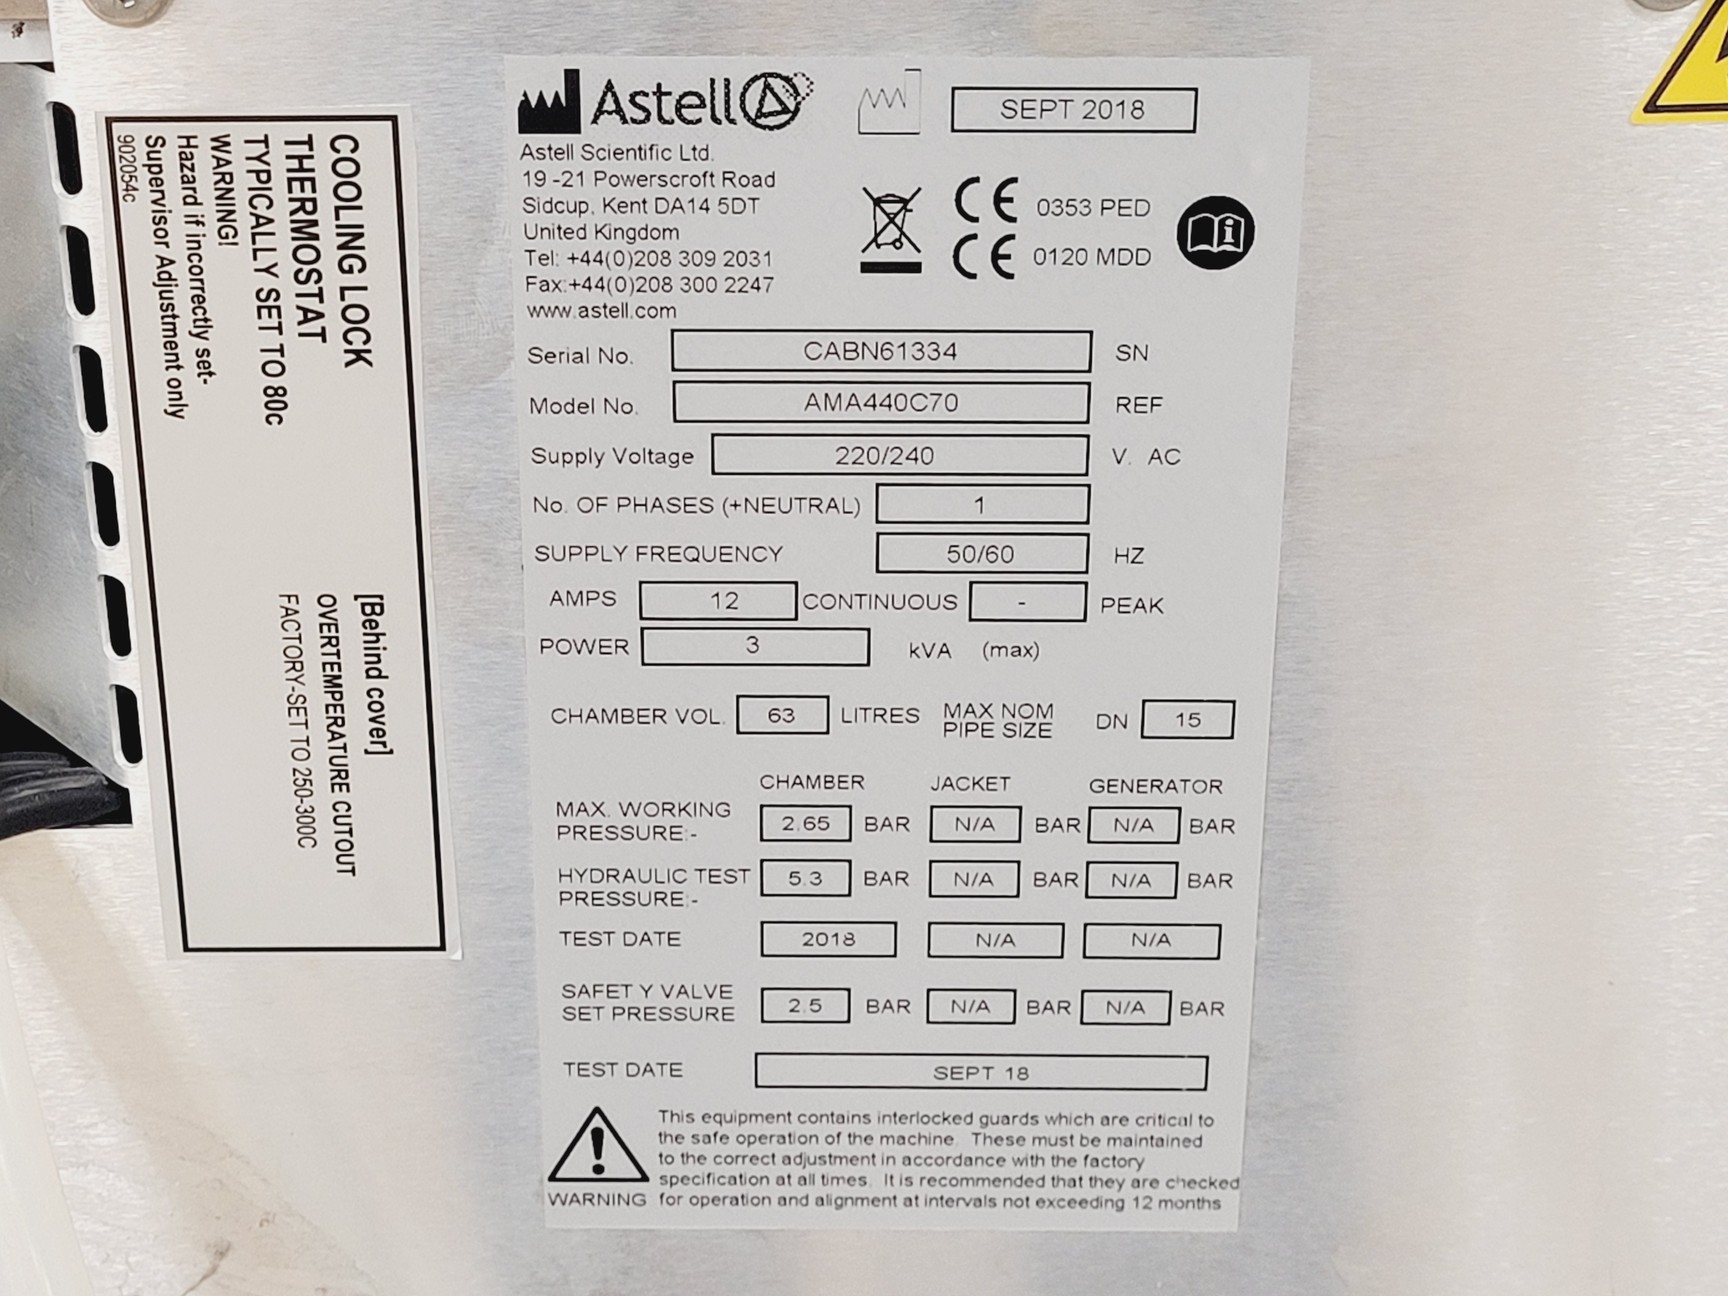 COOLING LOCK
THERMOSTAT
TYPICALLY SET TO 80c
WARNING!
Hazard if incorrectly set-
Supervisor Adjustment only
902054c
[Behind cover]
OVERTEMPERATURE CUTOUT
FACTORY-SET TO 250-300C
Astell SEPT 2018
Astell Scientific Ltd.
19 -21 Powerscroft Road
Sidcup, Kent DA14 5DT
United Kingdom
Tel: +44(0)208 309 2031
Fax:+44(0)208 300 2247
www.astell.com
CE 0353 PED
CE 0120 MDD
Serial No. CABN61334 SN
Model No. AMA440C70 REF
Supply Voltage 220/240 V. AC
No. OF PHASES (+NEUTRAL) 1
SUPPLY FREQUENCY 50/60 HZ
AMPS 12 CONTINUOUS - PEAK
POWER 3 kVA (max)
CHAMBER VOL. 63 LITRES MAX NOM
PIPE SIZE DN 15
CHAMBER JACKET GENERATOR
MAX. WORKING
PRESSURE:- 2.65 BAR N/A BAR N/A BAR
HYDRAULIC TEST
PRESSURE:- 5.3 BAR N/A BAR N/A BAR
TEST DATE 2018 N/A N/A
SAFETY VALVE
SET PRESSURE 2.5 BAR N/A BAR N/A BAR
TEST DATE SEPT 18
This equipment contains interlocked guards which are critical to
the safe operation of the machine. These must be maintained
to the correct adjustment in accordance with the factory
specification at all times. It is recommended that they are checked
WARNING for operation and alignment at intervals not exceeding 12 months